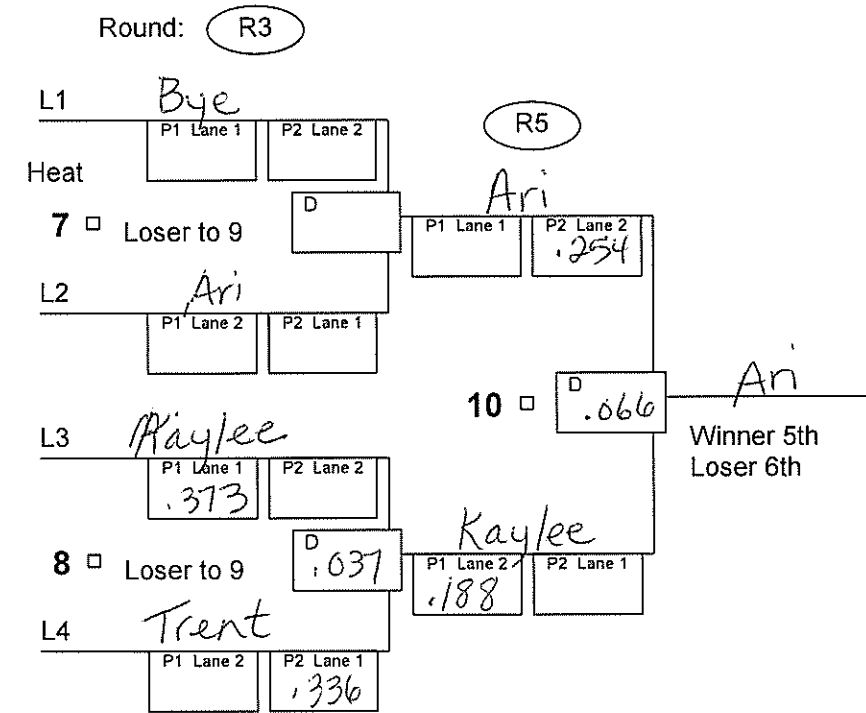 Round: R3
L1 Bye
P1 Lane 1 P2 Lane 2
R5
Heat
Ari
7 Loser to 9
D
P1 Lane 1 P2 Lane 2
.254
L2 Ari
P1 Lane 2 P2 Lane 1
10
D
.066
Ari
Winner 5th
Loser 6th
L3 Kaylee
P1 Lane 1 P2 Lane 2
.373
Kaylee
8 Loser to 9
D
.037
P1 Lane 2 P2 Lane 1
.188
L4 Trent
P1 Lane 2 P2 Lane 1
.336